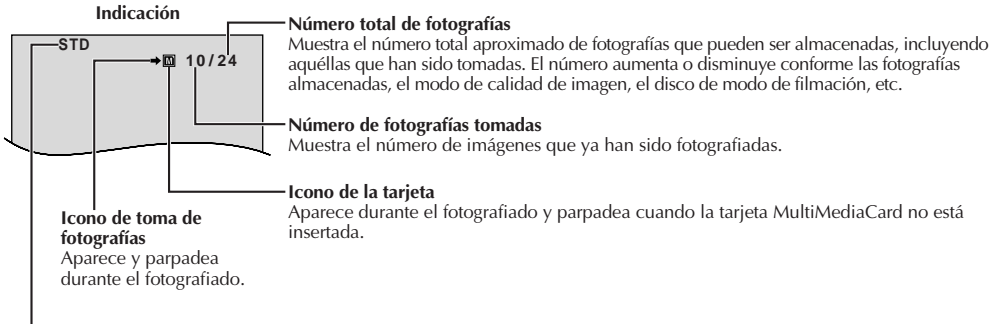 Indicación
STD
10/24
Número total de fotografías
Muestra el número total aproximado de fotografías que pueden ser almacenadas, incluyendo
aquéllas que han sido tomadas. El número aumenta o disminuye conforme las fotografías
almacenadas, el modo de calidad de imagen, el disco de modo de filmación, etc.
Número de fotografías tomadas
Muestra el número de imágenes que ya han sido fotografiadas.
Icono de la tarjeta
Aparece durante el fotografiado y parpadea cuando la tarjeta MultiMediaCard no está
insertada.
Icono de toma de
fotografías
Aparece y parpadea
durante el fotografiado.